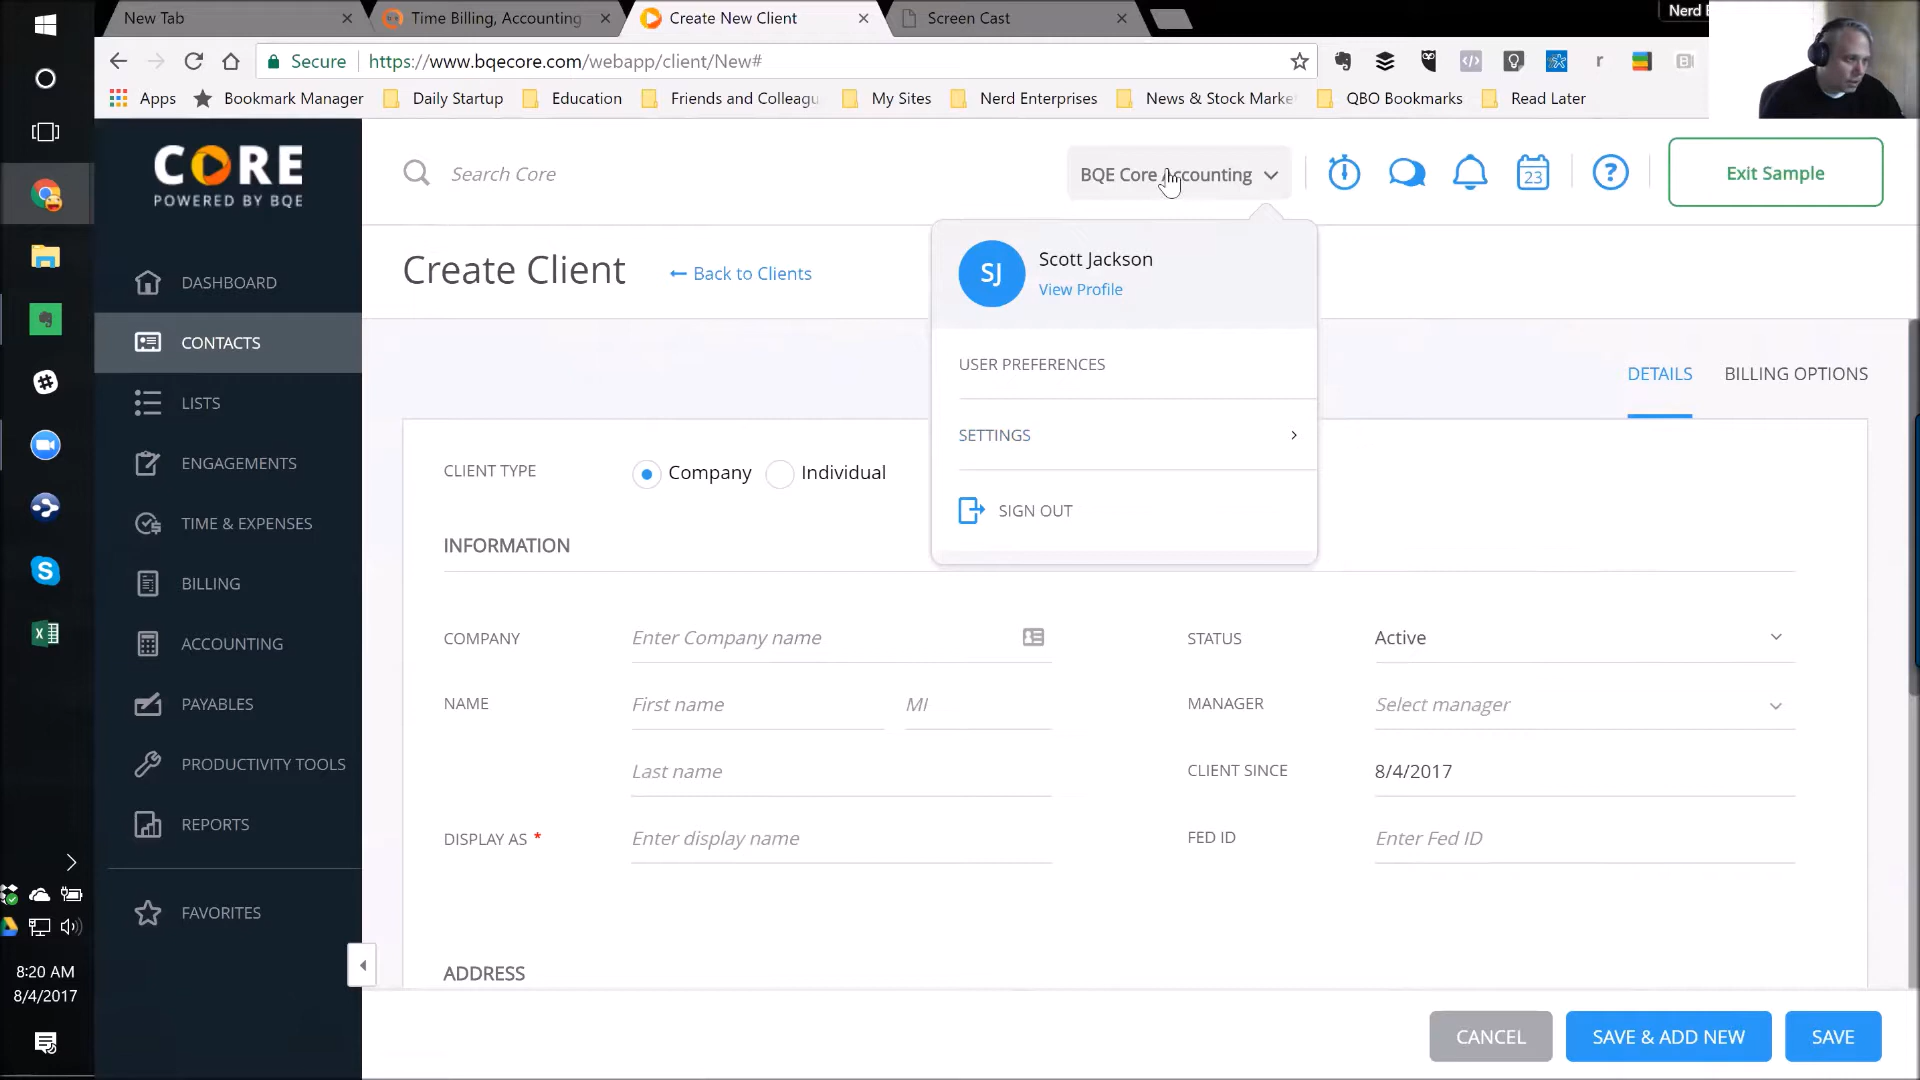 New Tab
Time Billing, Accounting
Create New Client
Screen Cast
Secure
https://www.bqecore.com/webapp/client/New#
Apps
Bookmark Manager
Daily Startup
Education
Friends and Colleagu
My Sites
Nerd Enterprises
News & Stock Marke
QBO Bookmarks
Read Later
CORE
POWERED BY BQE
Search Core
BQE Core Accounting
23
Exit Sample
Create Client
Back to Clients
SJ
Scott Jackson
View Profile
USER PREFERENCES
SETTINGS
SIGN OUT
DASHBOARD
CONTACTS
LISTS
ENGAGEMENTS
TIME & EXPENSES
BILLING
ACCOUNTING
PAYABLES
PRODUCTIVITY TOOLS
REPORTS
FAVORITES
DETAILS
BILLING OPTIONS
CLIENT TYPE
Company
Individual
INFORMATION
COMPANY
Enter Company name
STATUS
Active
NAME
First name
MI
MANAGER
Select manager
Last name
CLIENT SINCE
8/4/2017
DISPLAY AS *
Enter display name
FED ID
Enter Fed ID
ADDRESS
CANCEL
SAVE & ADD NEW
SAVE
8:20 AM
8/4/2017